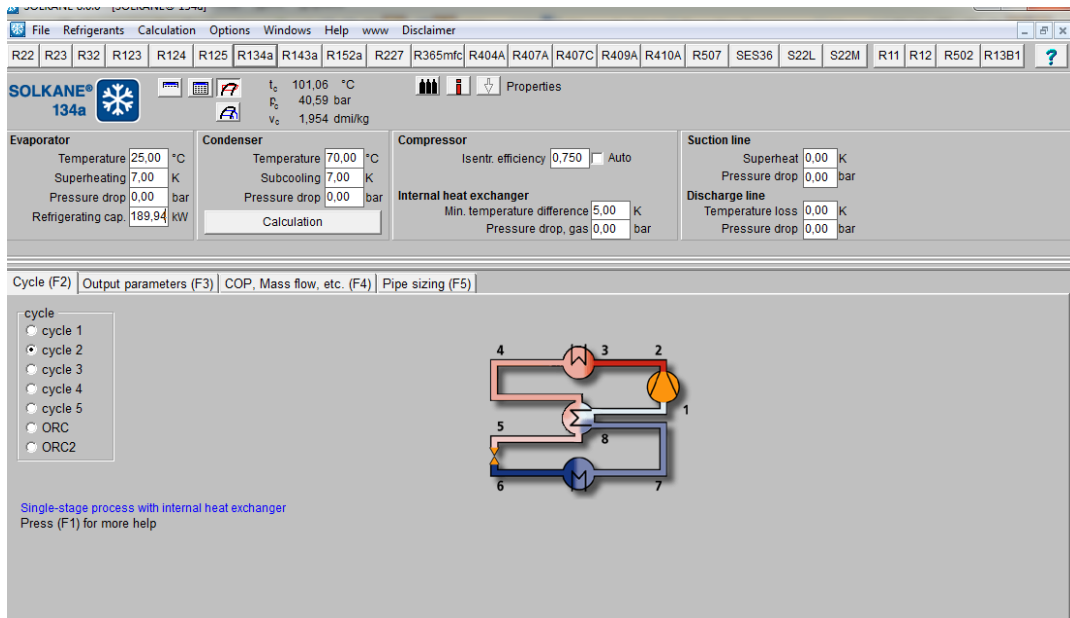 File Refrigerants Calculation Options Windows Help www Disclaimer
R22 R23 R32 R123 R124 R125 R134a R143a R152a R227 R365mfc R404A R407A R407C R409A R410A R507 SES36 S22L S22M R11 R12 R502 R13B1 ?
SOLKANE® 134a
tc 101,06 °C
pc 40,59 bar
vc 1,954 dmi/kg
Properties
Evaporator
Temperature 25,00 °C
Superheating 7,00 K
Pressure drop 0,00 bar
Refrigerating cap. 189,94 kW
Condenser
Temperature 70,00 °C
Subcooling 7,00 K
Pressure drop 0,00 bar
Calculation
Compressor
Isentr. efficiency 0,750 Auto
Internal heat exchanger
Min. temperature difference 5,00 K
Pressure drop, gas 0,00 bar
Suction line
Superheat 0,00 K
Pressure drop 0,00 bar
Discharge line
Temperature loss 0,00 K
Pressure drop 0,00 bar
Cycle (F2) Output parameters (F3) COP, Mass flow, etc. (F4) Pipe sizing (F5)
cycle
cycle 1
cycle 2
cycle 3
cycle 4
cycle 5
ORC
ORC2
4 3 2
1
5 8
6 7
Single-stage process with internal heat exchanger
Press (F1) for more help